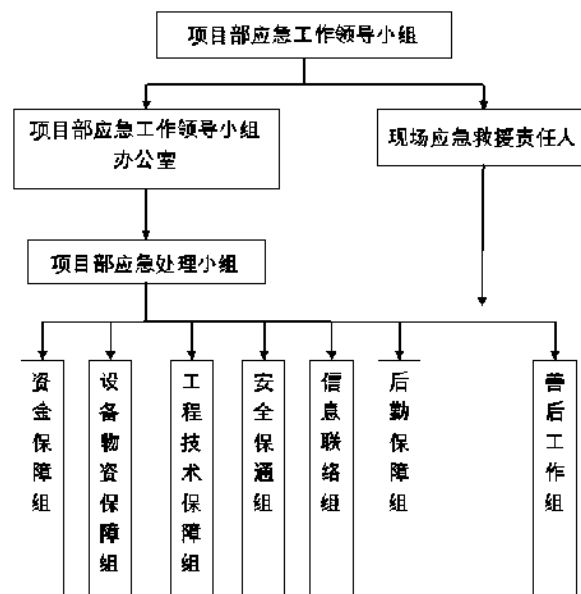 项目部应急工作领导小组
项目部应急工作领导小组
办公室
现场应急救援责任人
项目部应急处理小组
资金保障组
设备物资保障组
工程技术保障组
安全保通组
信息联络组
后勤保障组
善后工作组